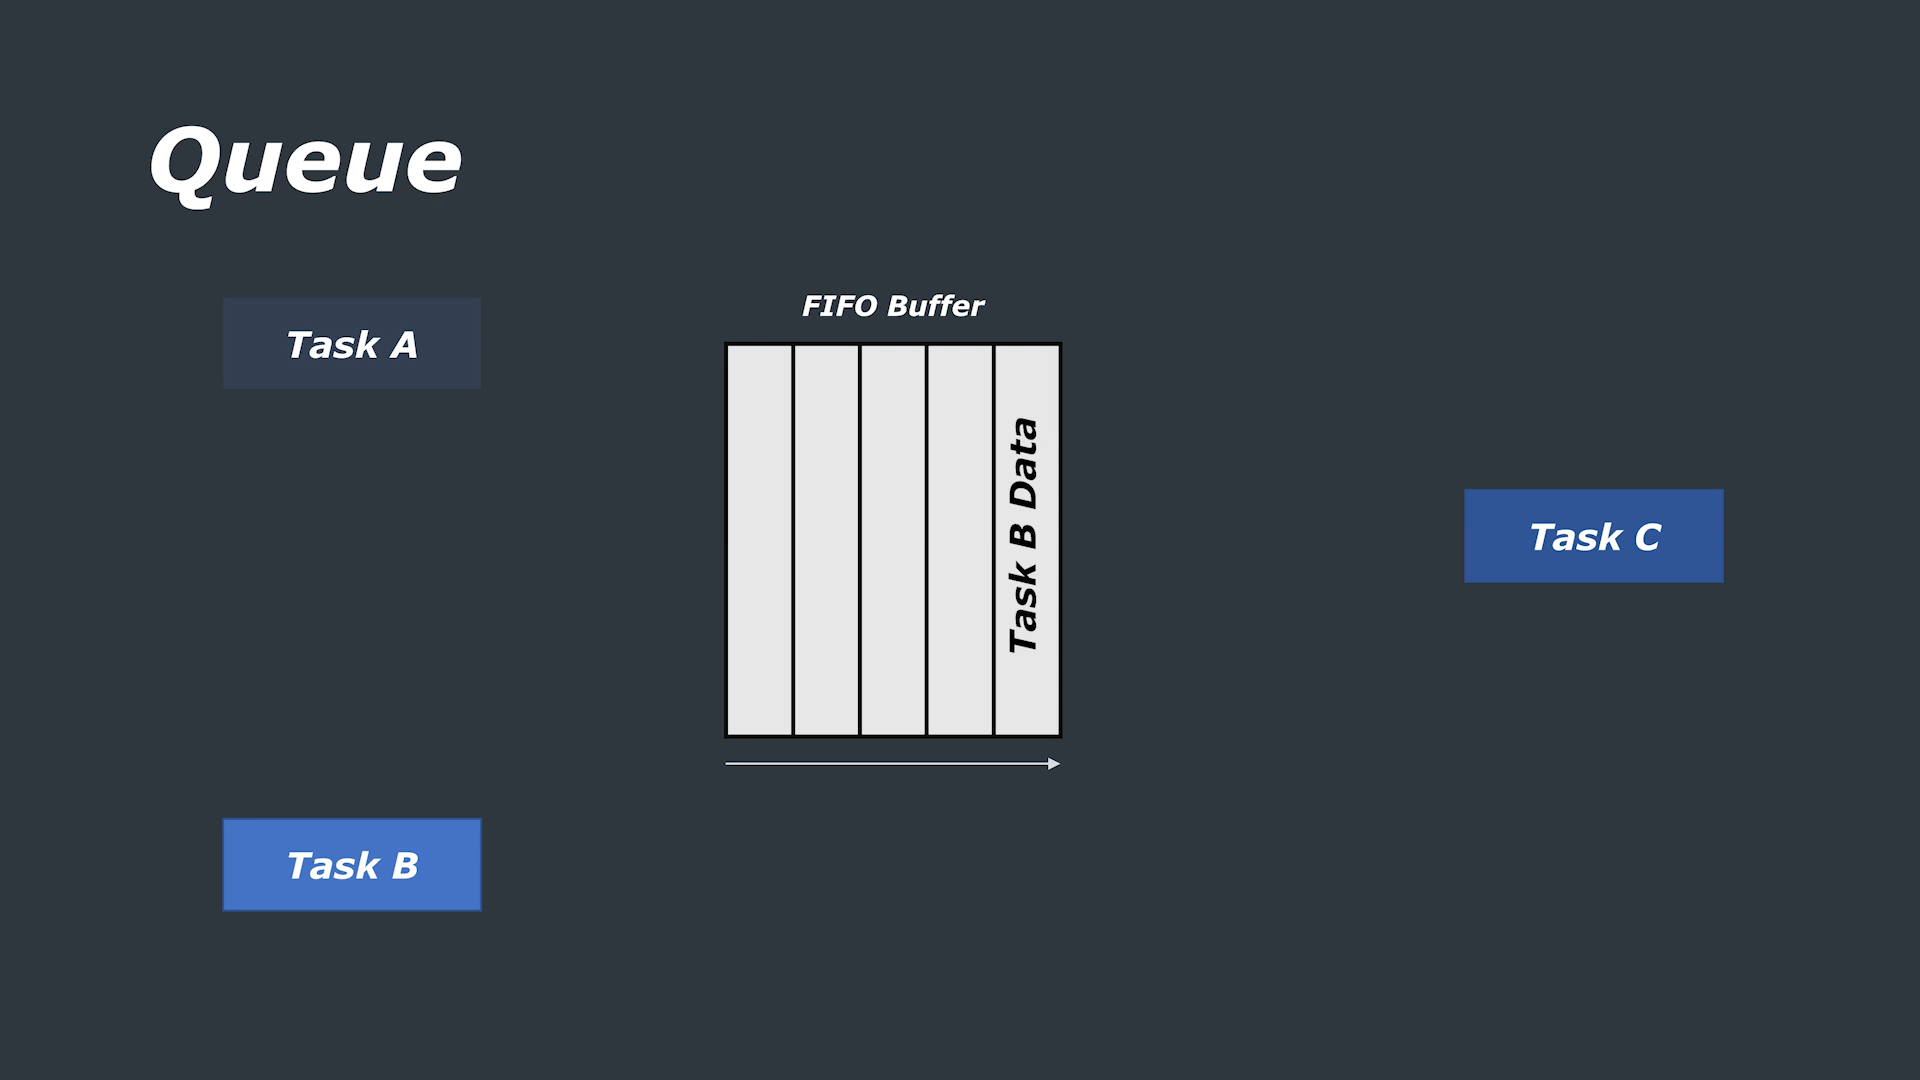 Queue
FIFO Buffer
Task A
Task B Data
Task C
Task B